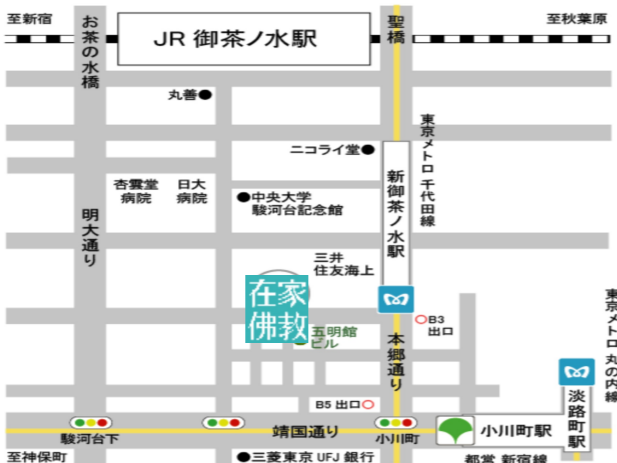 至新宿
お茶の水橋
JR 御茶ノ水駅
聖橋
至秋葉原
丸善
ニコライ堂
東京メトロ 千代田線
新御茶ノ水駅
杏雲堂
病院
日大
病院
中央大学
駿河台記念館
明大通り
三井
住友海上
在家
佛教
五明館
ビル
B3
出口
本郷通り
東京メトロ 丸の内線
淡路町駅
B5 出口
駿河台下
靖国通り
小川町
小川町駅
至神保町
三菱東京 UFJ 銀行
都営 新宿線